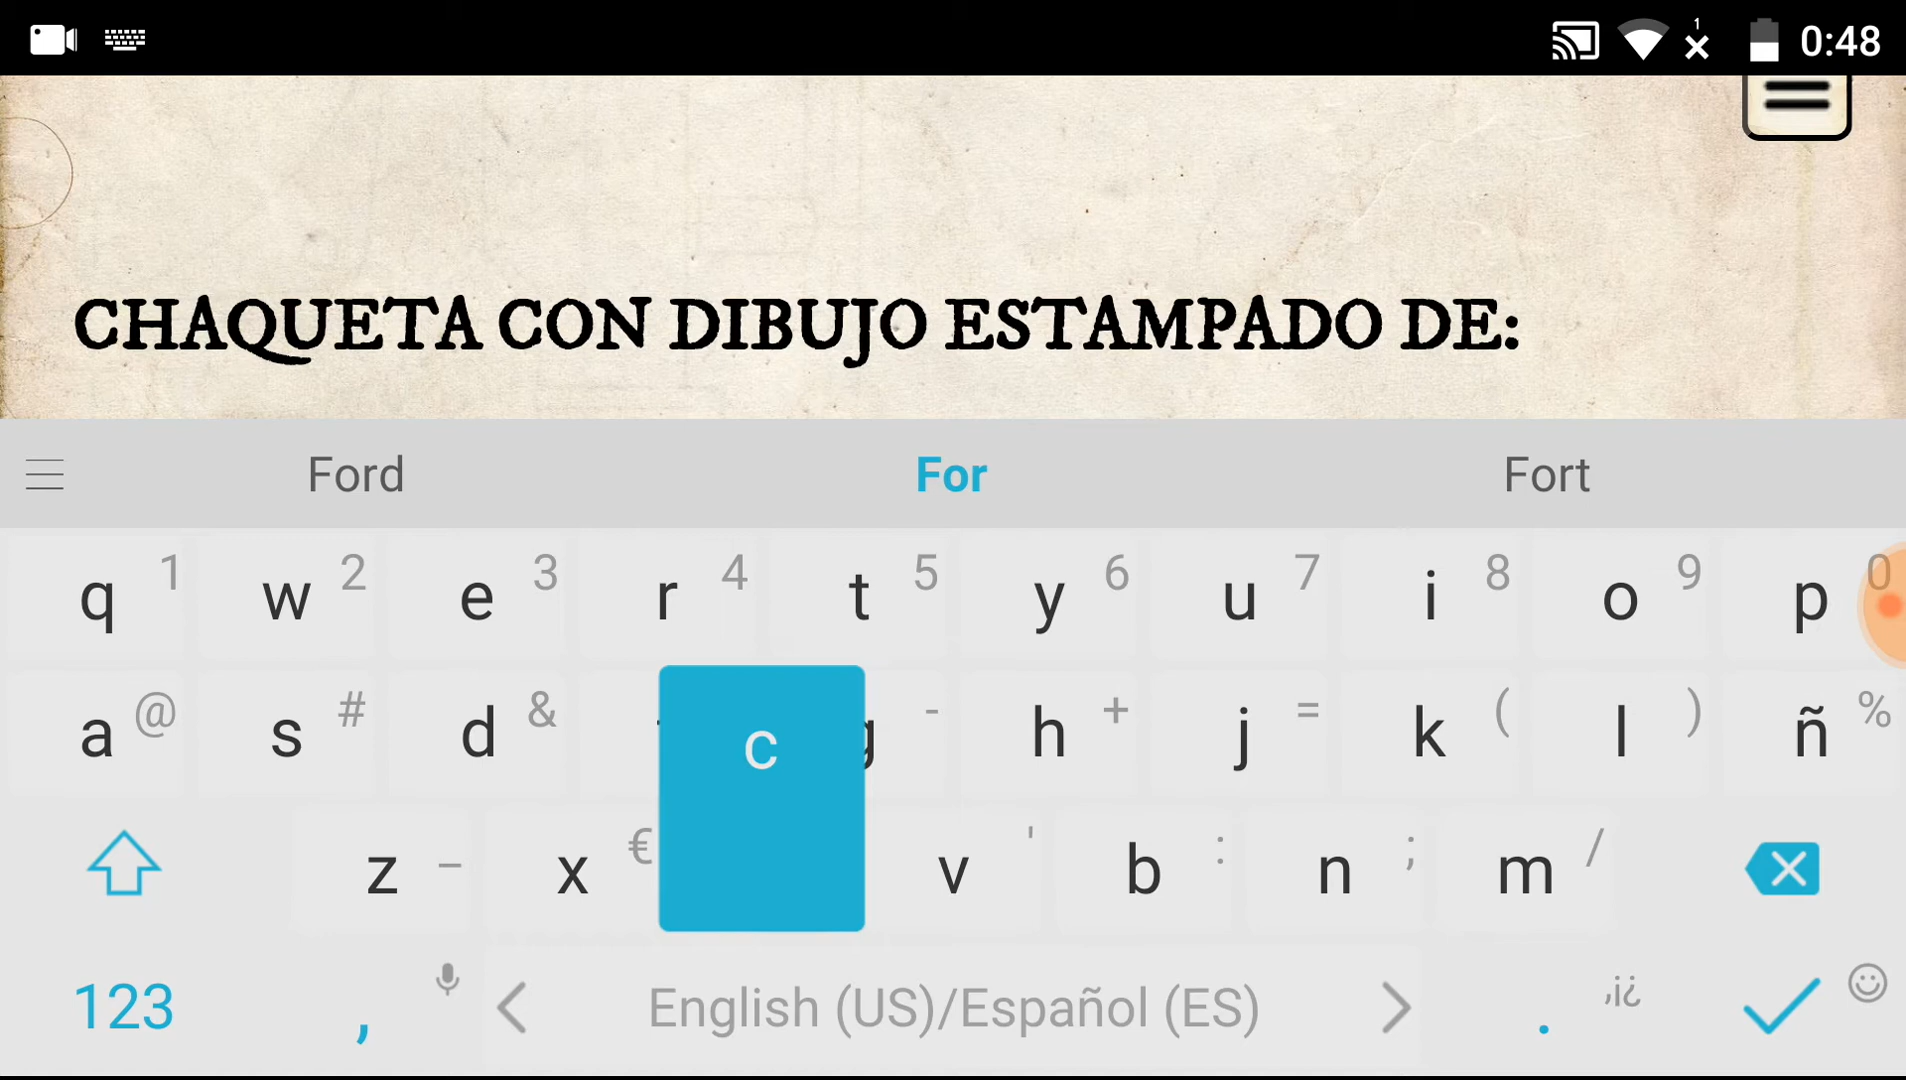 1
0:48
CHAQUETA CON DIBUJO ESTAMPADO DE:
Ford For Fort
q 1 w 2 e 3 r 4 t 5 y 6 u 7 i 8 o 9 p 0
a @ s # d & c g - h + j = k ( l ) ñ %
z _ x € v ' b : n ; m /
123 , < English (US)/Español (ES) > . ,¡¿